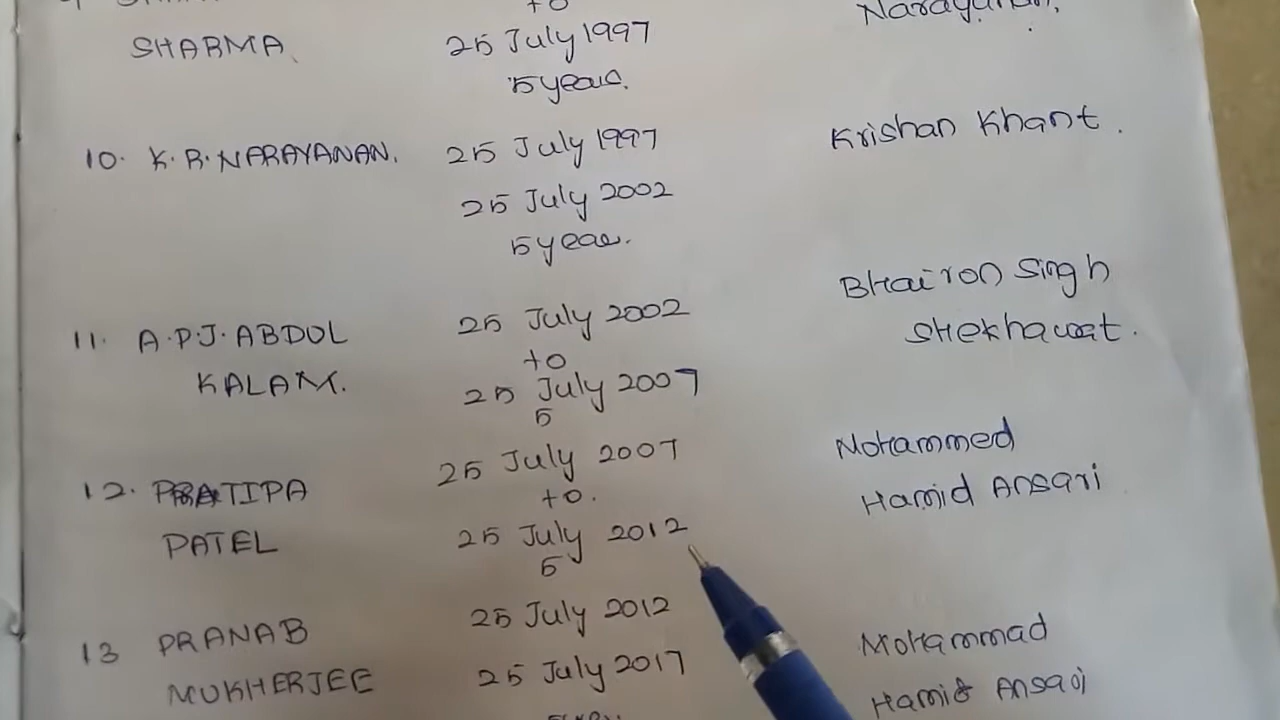 to
Narayanan.
SHARMA
25 July 1997
5 years.
10. K.R. NARAYANAN.
25 July 1997
Krishan Khant.
25 July 2002
5 year.
11. A.P.J. ABDUL
25 July 2002
Bhairon Singh
KALAM.
to
Shekhawat.
25 July 2007
5
12. PRATIPA
25 July 2007
Mohammed
PATEL
to.
Hamid Ansari
25 July 2012
5
13 PRANAB
25 July 2012
Mohammad
MUKHERJEE
25 July 2017
Hamid Ansari